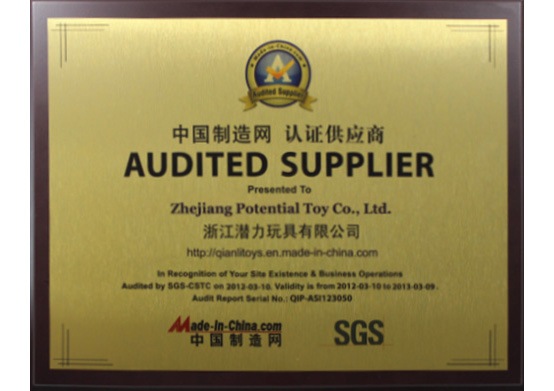 Made-in-China.com
Audited Supplier
中国制造网 认证供应商
AUDITED SUPPLIER
Presented To
Zhejiang Potential Toy Co., Ltd.
浙江潜力玩具有限公司
http://qianlitoys.en.made-in-china.com
In Recognition of Your Site Existence & Business Operations
Audited by SGS-CSTC on 2012-03-10. Validity is from 2012-03-10 to 2013-03-09.
Audit Report Serial No.: QIP-ASI123050
Made-in-China.com
中国制造网
SGS